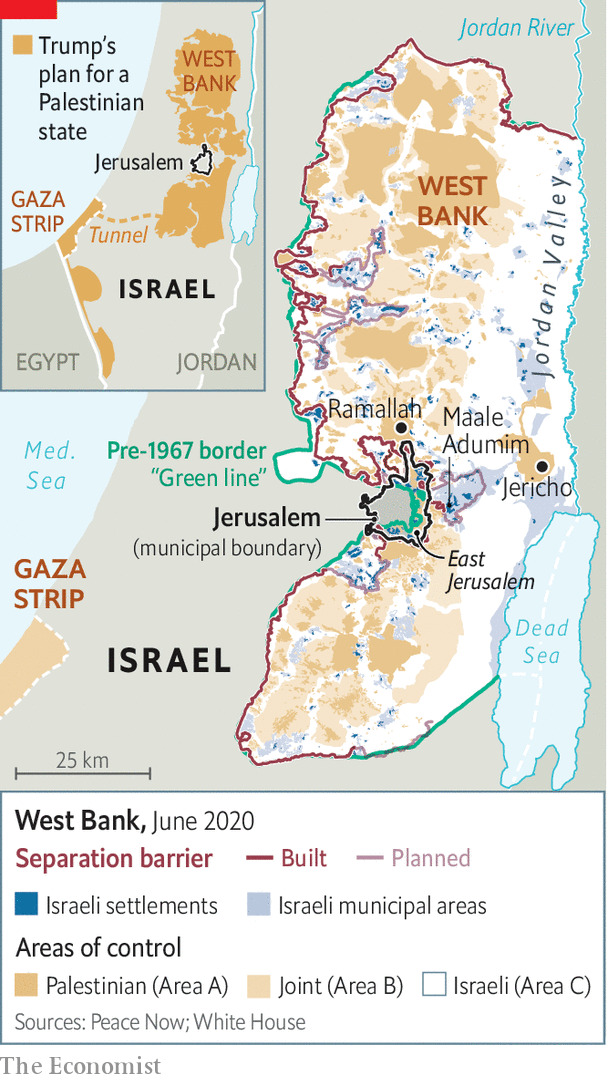 Trump's
plan for a
Palestinian
state
WEST
BANK
Jerusalem
GAZA
STRIP
Tunnel
ISRAEL
EGYPT
JORDAN
Jordan River
WEST
BANK
Jordan Valley
Ramallah
Maale
Adumim
Jericho
Med.
Sea
Pre-1967 border
“Green line”
Jerusalem
(municipal boundary)
East
Jerusalem
GAZA
STRIP
ISRAEL
Dead
Sea
25 km
West Bank, June 2020
Separation barrier Built Planned
Israeli settlements Israeli municipal areas
Areas of control
Palestinian (Area A) Joint (Area B) Israeli (Area C)
Sources: Peace Now; White House
The Economist